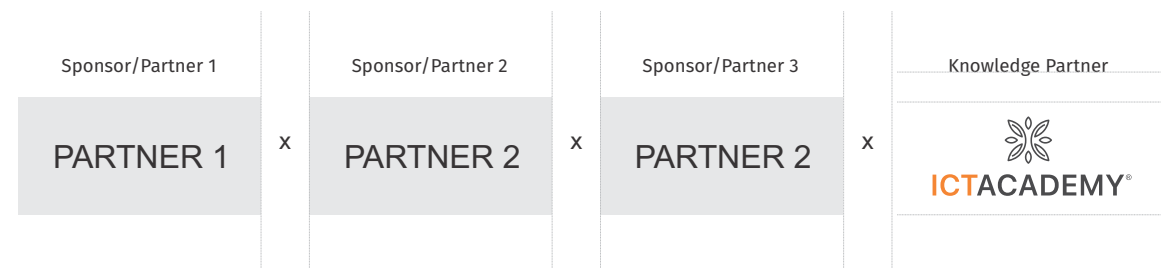 Sponsor/Partner 1
Sponsor/Partner 2
Sponsor/Partner 3
Knowledge Partner
PARTNER 1
x
PARTNER 2
x
PARTNER 2
x
ICTACADEMY®